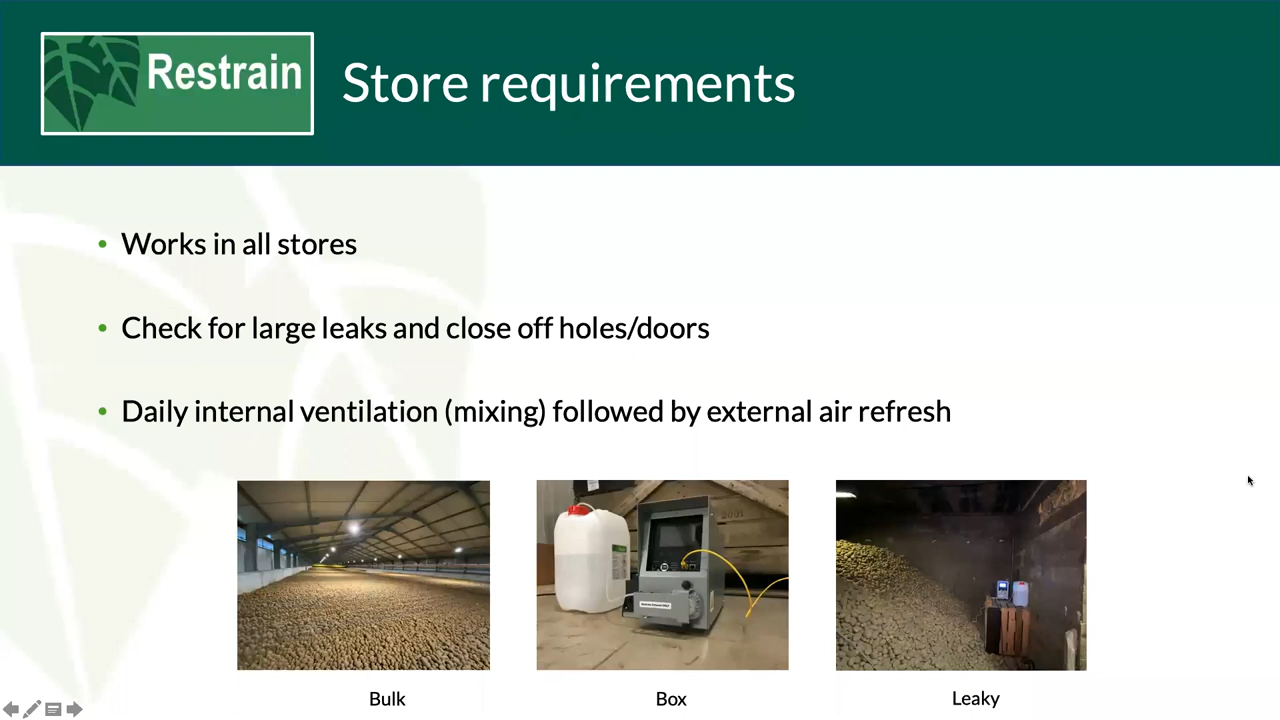 Restrain
Store requirements
• Works in all stores
• Check for large leaks and close off holes/doors
• Daily internal ventilation (mixing) followed by external air refresh
Bulk
Box
Leaky